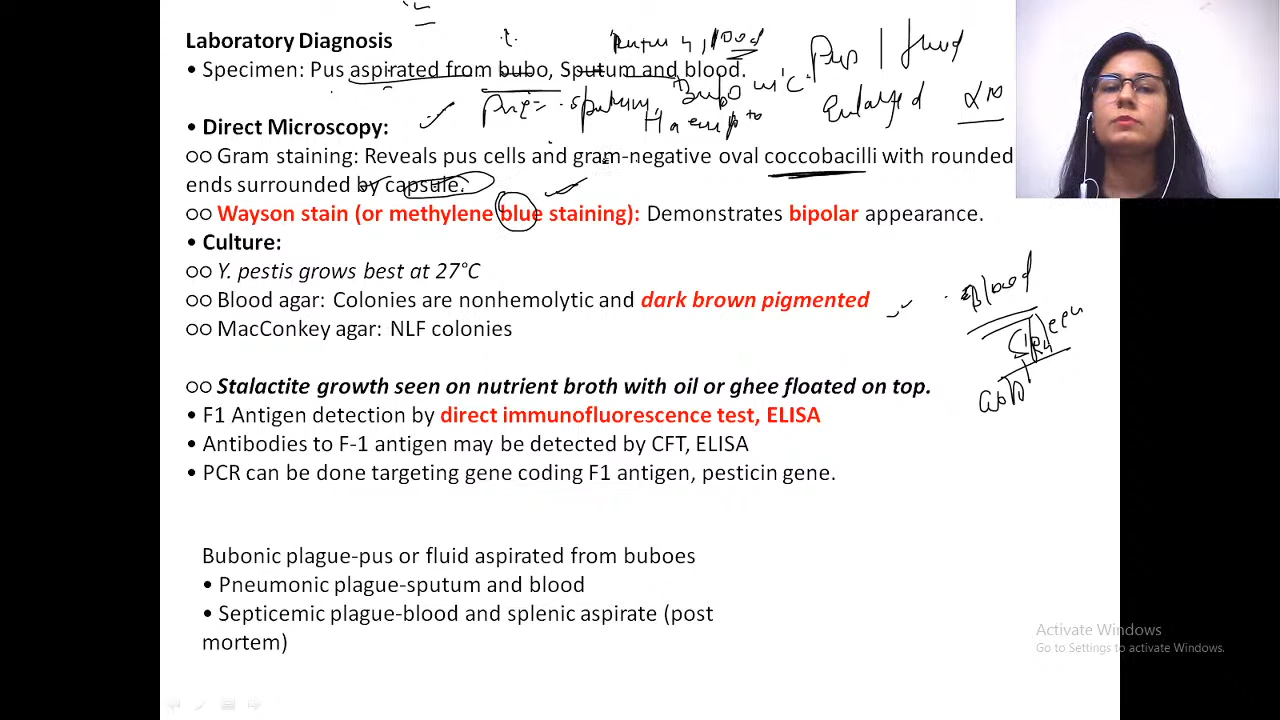 Laboratory Diagnosis
• Specimen: Pus aspirated from bubo, Sputum and blood.
Pus / fluid
Enlarged
• Direct Microscopy:
sputum,
○○ Gram staining: Reveals pus cells and gram-negative oval coccobacilli with rounded
ends surrounded by capsule.
○○ Wayson stain (or methylene blue staining): Demonstrates bipolar appearance.
• Culture:
○○ Y. pestis grows best at 27°C
○○ Blood agar: Colonies are nonhemolytic and dark brown pigmented
Blood
○○ MacConkey agar: NLF colonies
○○ Stalactite growth seen on nutrient broth with oil or ghee floated on top.
• F1 Antigen detection by direct immunofluorescence test, ELISA
• Antibodies to F-1 antigen may be detected by CFT, ELISA
• PCR can be done targeting gene coding F1 antigen, pesticin gene.
Bubonic plague-pus or fluid aspirated from buboes
• Pneumonic plague-sputum and blood
• Septicemic plague-blood and splenic aspirate (post
mortem)
Activate Windows
Go to Settings to activate Windows.